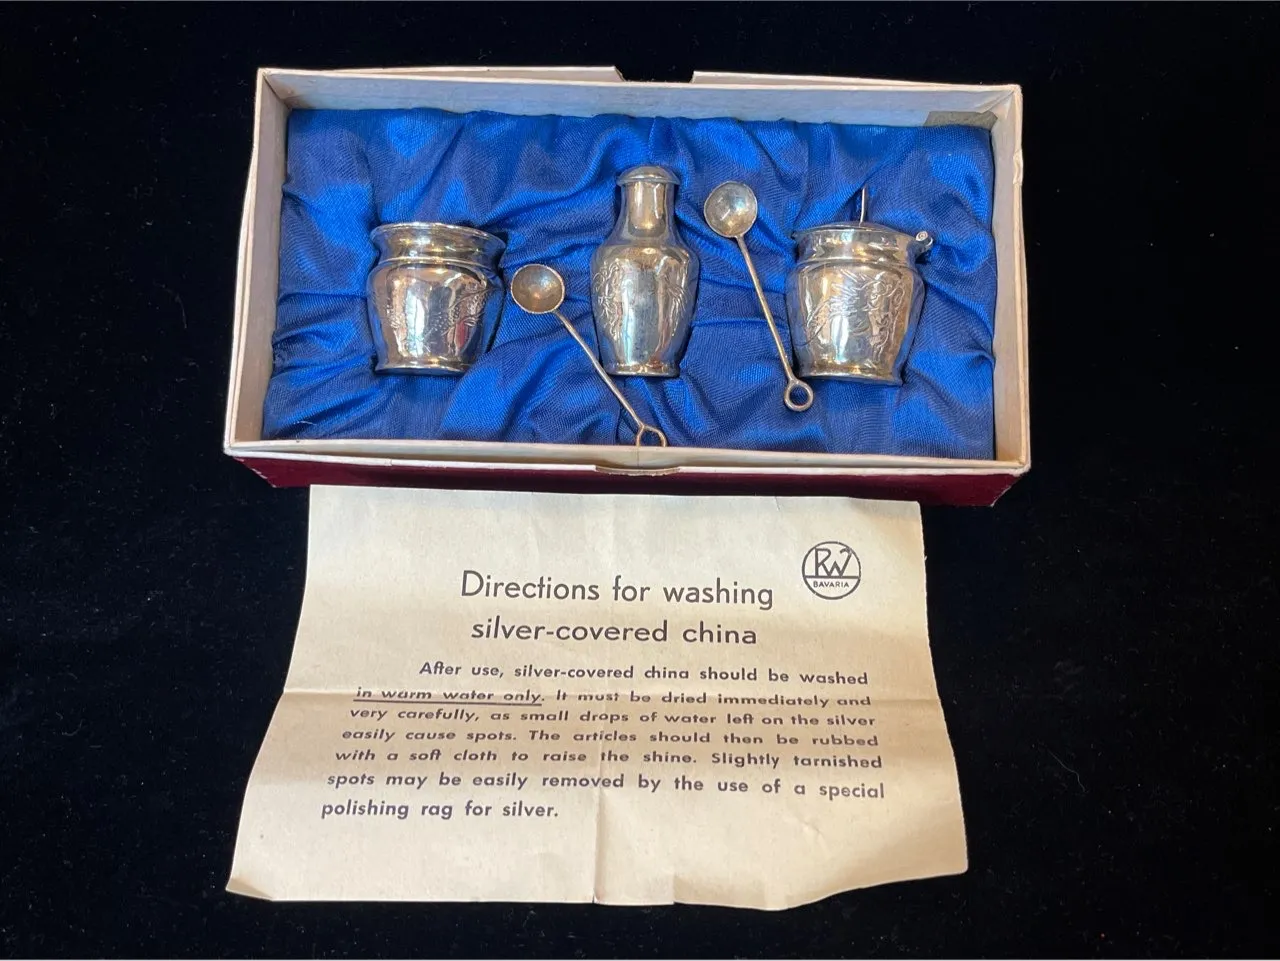 RW
BAVARIA
Directions for washing
silver-covered china
After use, silver-covered china should be washed
in warm water only. It must be dried immediately and
very carefully, as small drops of water left on the silver
easily cause spots. The articles should then be rubbed
with a soft cloth to raise the shine. Slightly tarnished
spots may be easily removed by the use of a special
polishing rag for silver.